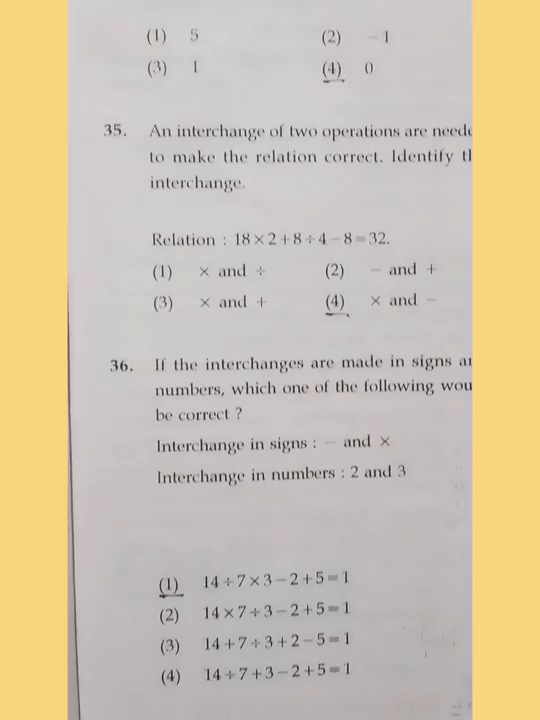 (1) 5 (2) −1
(3) 1 (4) 0
35. An interchange of two operations are
to make the relation correct. Identify
interchange.
Relation : 18×2+8÷4−8=32.
(1) × and ÷ (2) − and +
(3) × and + (4) × and −
36. If the interchanges are made in signs
numbers, which one of the following
be correct ?
Interchange in signs : − and ×
Interchange in numbers : 2 and 3
(1) 14÷7×3−2+5=1
(2) 14×7÷3−2+5=1
(3) 14+7÷3+2−5=1
(4) 14÷7+3−2+5=1